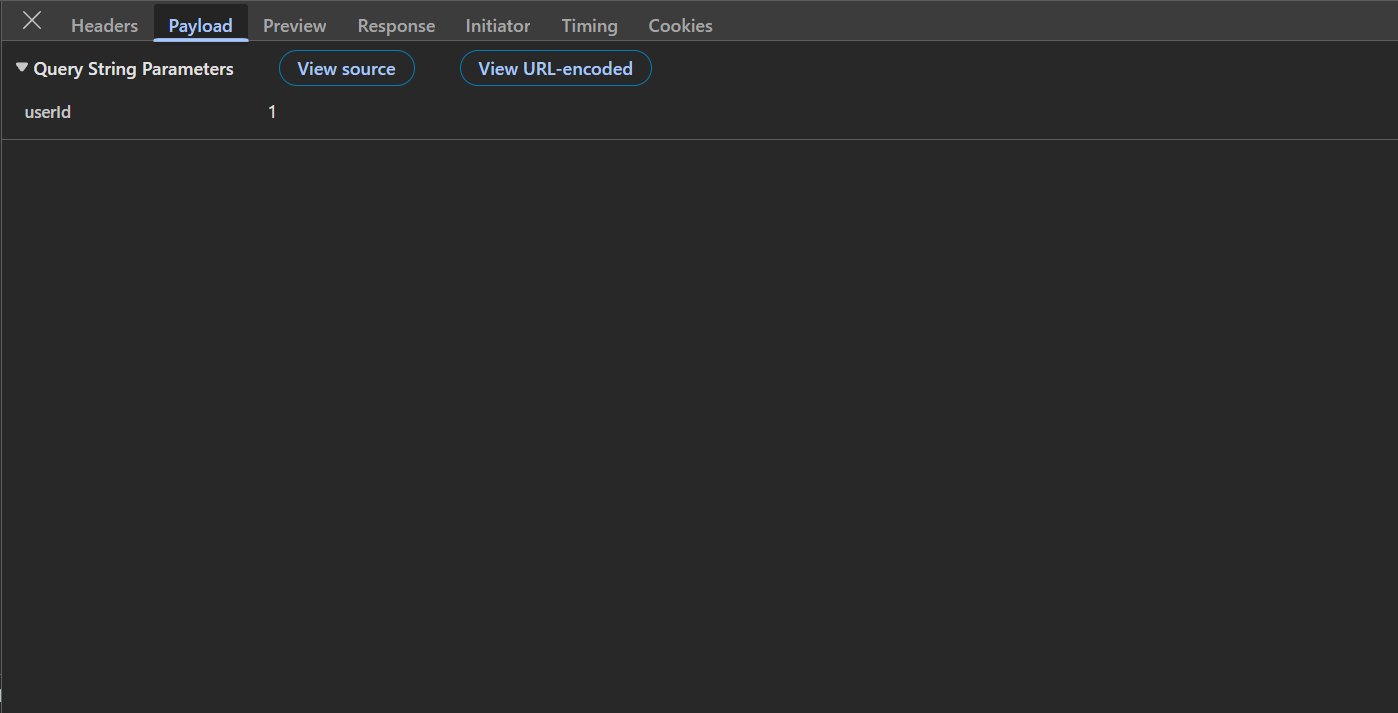 Headers Payload Preview Response Initiator Timing Cookies
Query String Parameters View source View URL-encoded
userId 1